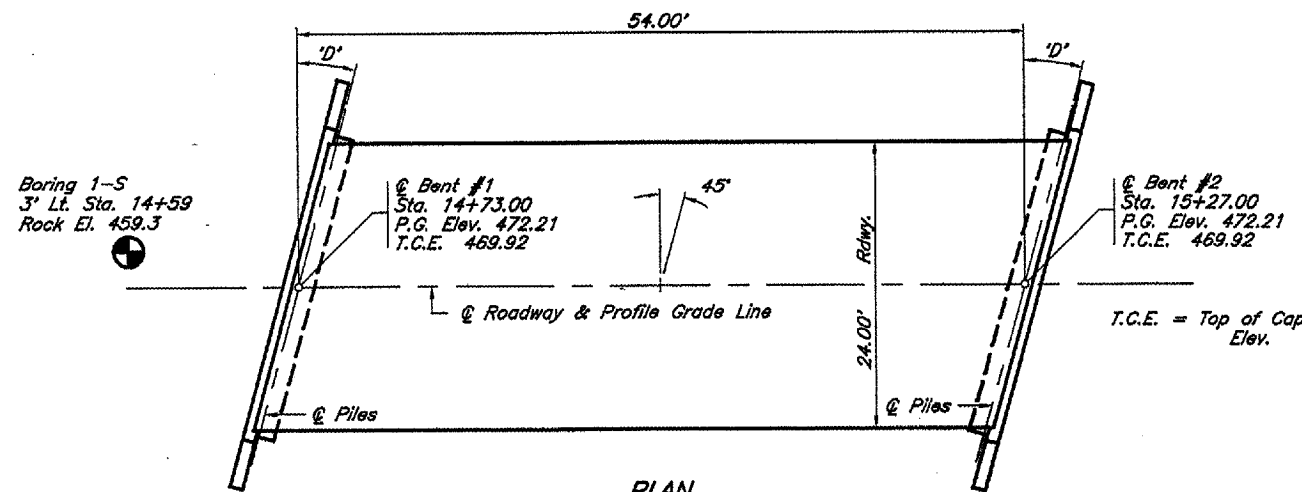 54.00'
'D'
'D'
Boring 1-S
3' Lt. Sta. 14+59
Rock El. 459.3
℄ Bent #1
Sta. 14+73.00
P.G. Elev. 472.21
T.C.E. 469.92
45°
Rdwy.
24.00'
℄ Bent #2
Sta. 15+27.00
P.G. Elev. 472.21
T.C.E. 469.92
℄ Roadway & Profile Grade Line
T.C.E. = Top of Cap
Elev.
℄ Piles
℄ Piles
PLAN